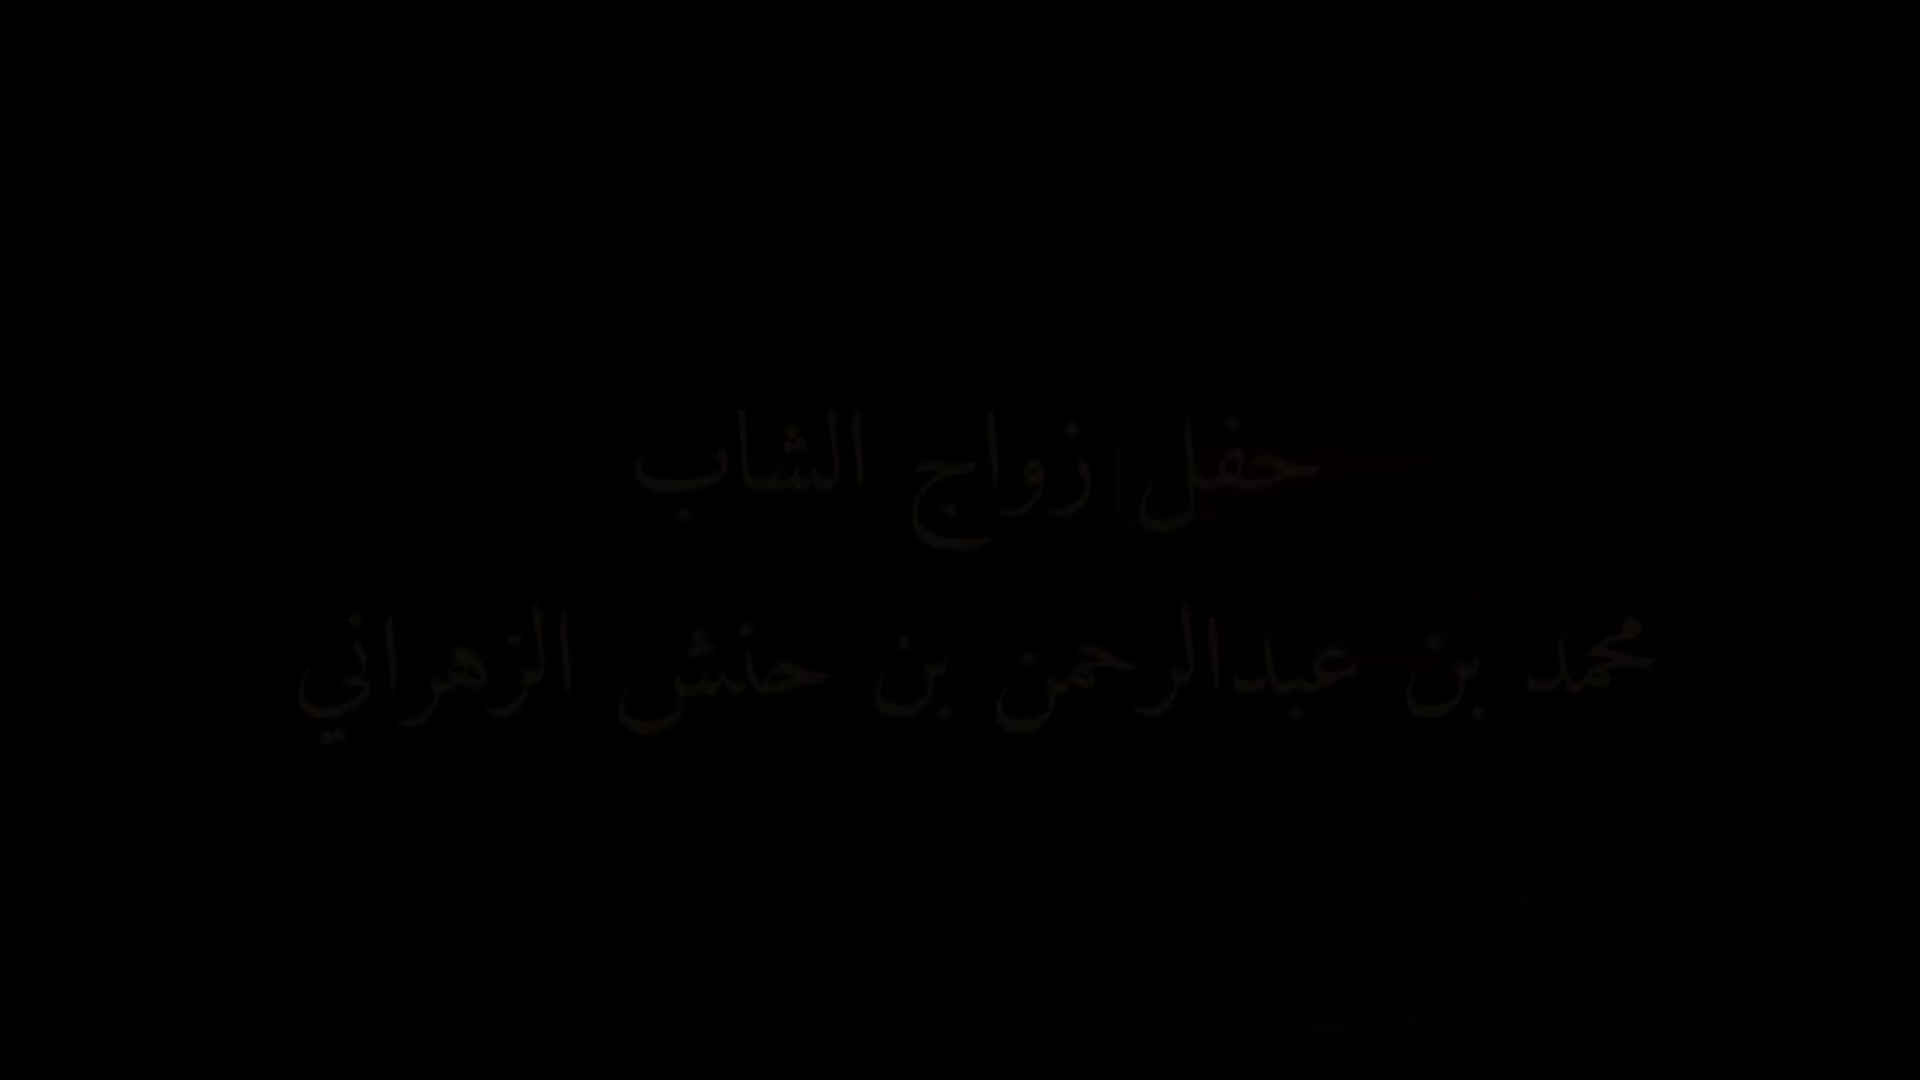 حفل زواج الشاب
محمد بن عبدالرحمن بن حنش الزهراني